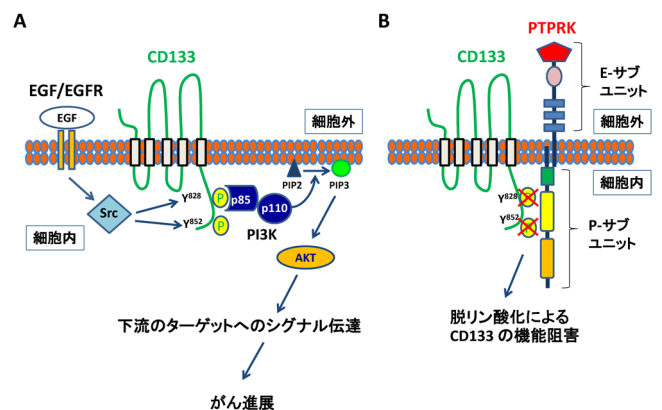 A
CD133
EGF/EGFR
EGF
細胞外
Src
Y828
Y852
P
P
p85
p110
PI3K
PIP2
PIP3
細胞内
AKT
下流のターゲットへのシグナル伝達
がん進展
B
PTPRK
CD133
E-サブ
ユニット
細胞外
細胞内
Y828
Y852
P
P
P-サブ
ユニット
脱リン酸化による
CD133 の機能阻害